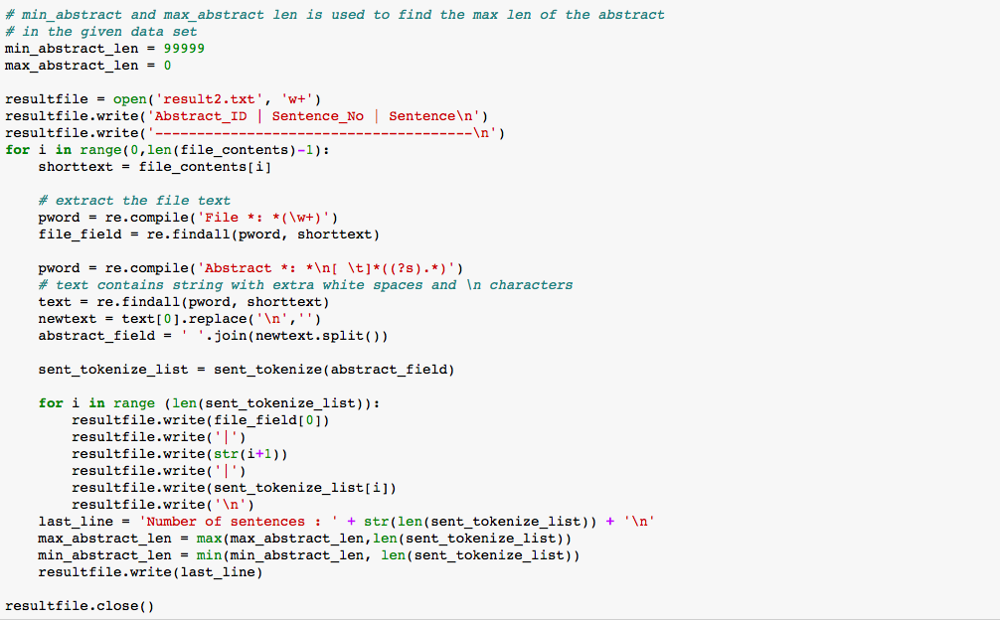 # min_abstract and max_abstract len is used to find the max len of the abstract
# in the given data set
min_abstract_len = 99999
max_abstract_len = 0

resultfile = open('result2.txt', 'w+')
resultfile.write('Abstract_ID | Sentence_No | Sentence\n')
resultfile.write('--------------------------------------\n')
for i in range(0,len(file_contents)-1):
    shorttext = file_contents[i]

    # extract the file text
    pword = re.compile('File *: *(\w+)')
    file_field = re.findall(pword, shorttext)

    pword = re.compile('Abstract *: *\n[ \t]*((?s).*)')
    # text contains string with extra white spaces and \n characters
    text = re.findall(pword, shorttext)
    newtext = text[0].replace('\n','')
    abstract_field = ' '.join(newtext.split())

    sent_tokenize_list = sent_tokenize(abstract_field)

    for i in range (len(sent_tokenize_list)):
        resultfile.write(file_field[0])
        resultfile.write('|')
        resultfile.write(str(i+1))
        resultfile.write('|')
        resultfile.write(sent_tokenize_list[i])
        resultfile.write('\n')
    last_line = 'Number of sentences : ' + str(len(sent_tokenize_list)) + '\n'
    max_abstract_len = max(max_abstract_len,len(sent_tokenize_list))
    min_abstract_len = min(min_abstract_len, len(sent_tokenize_list))
    resultfile.write(last_line)

resultfile.close()